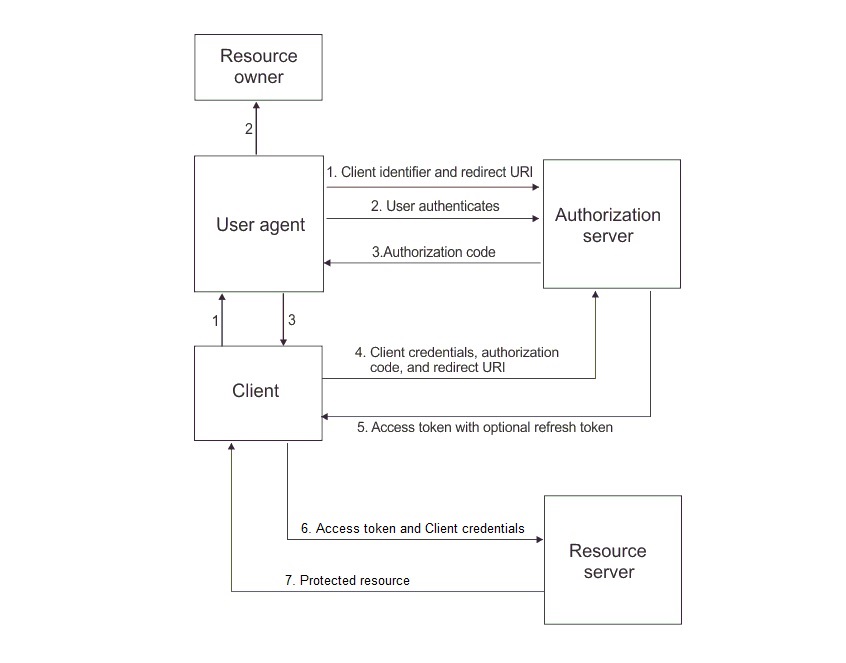 Resource
owner
2
1. Client identifier and redirect URI
2. User authenticates
User agent
Authorization
server
3.Authorization code
1
3
4. Client credentials, authorization
code, and redirect URI
Client
5. Access token with optional refresh token
6. Access token and Client credentials
Resource
server
7. Protected resource